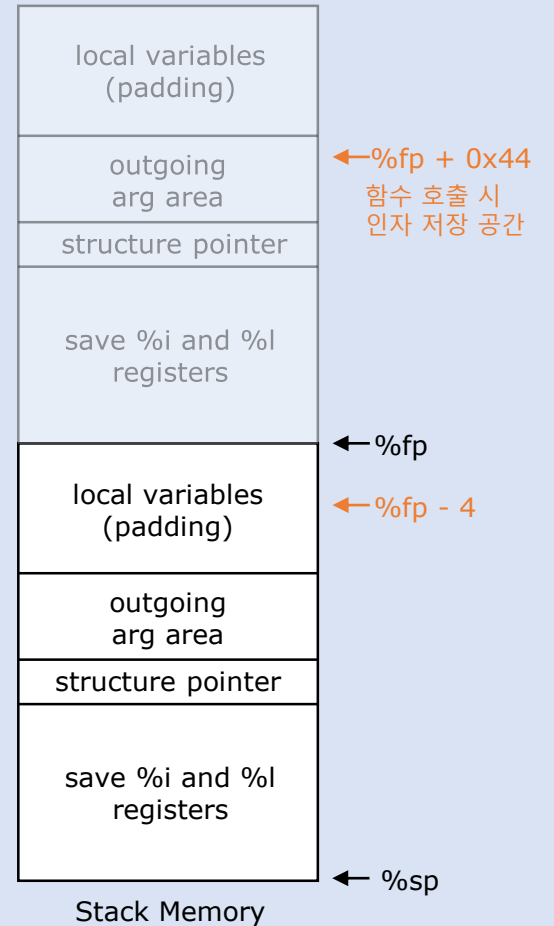 local variables
(padding)
outgoing
arg area
%fp + 0x44
함수 호출 시
인자 저장 공간
structure pointer
save %i and %l
registers
%fp
local variables
(padding)
%fp - 4
outgoing
arg area
structure pointer
save %i and %l
registers
%sp
Stack Memory